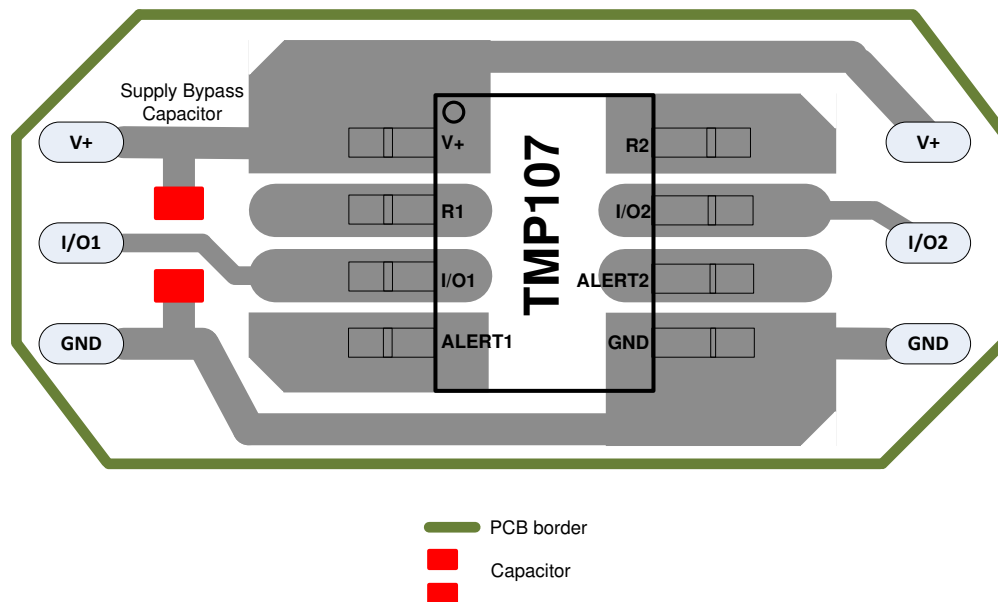 Supply Bypass
Capacitor
V+
I/O1
GND
V+
R1
I/O1
ALERT1
TMP107
R2
I/O2
ALERT2
GND
V+
I/O2
GND
PCB border
Capacitor